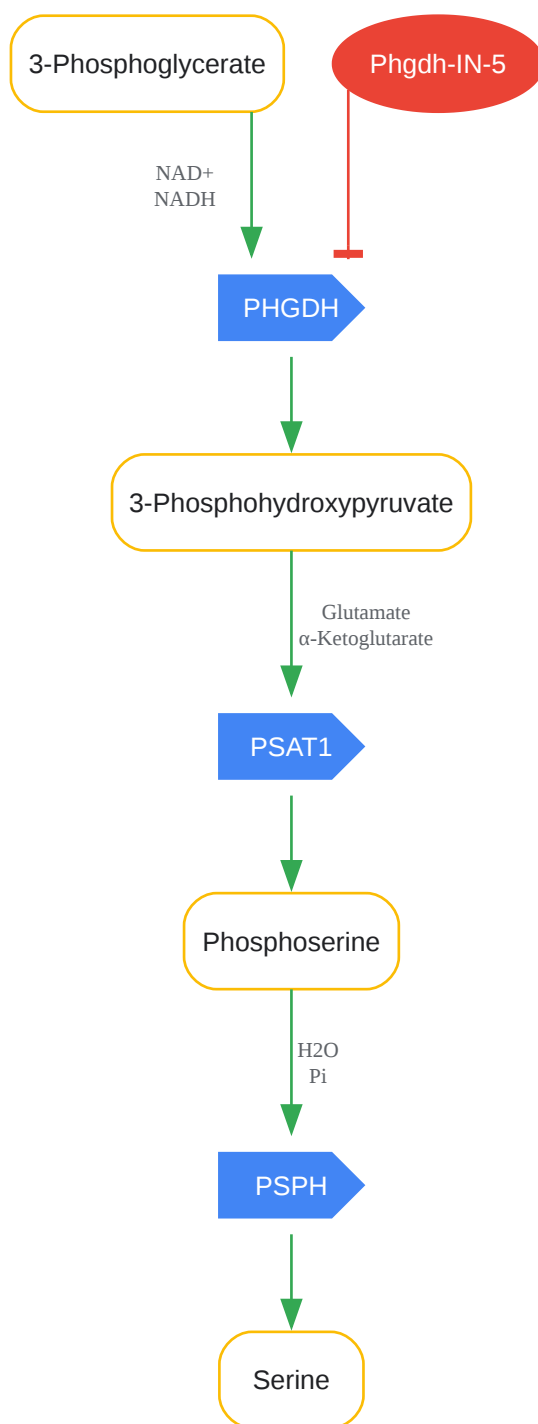 3-Phosphoglycerate
Phgdh-IN-5
NAD+
NADH
PHGDH
3-Phosphohydroxypyruvate
Glutamate
α-Ketoglutarate
PSAT1
Phosphoserine
H2O
Pi
PSPH
Serine